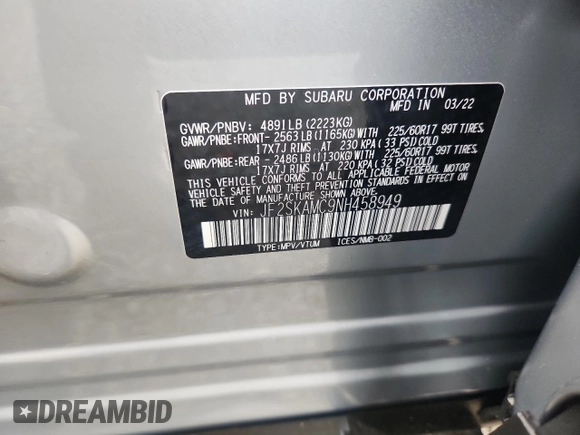 MFD BY SUBARU CORPORATION
MFD IN 03/22
GVWR/PNBV: 4891LB(2223KG)
GAWR/PNBE:FRONT- 2563LB(1165KG)WITH 225/60R17 99T TIRES,
17X7J RIMS AT 230 KPA(33 PSI)COLD
GAWR/PNBE:REAR - 2486LB(1130KG)WITH 225/60R17 99T TIRES,
17X7J RIMS AT 220 KPA(32 PSI)COLD
THIS VEHICLE CONFORMS TO ALL APPLICABLE FEDERAL MOTOR
VEHICLE SAFETY AND THEFT PREVENTION STANDARDS IN EFFECT ON
THE DATE OF MANUFACTURE SHOWN ABOVE.
VIN: JF2SKAMC9NH458949
TYPE:MPV/VTUM ICES/NMB-002
DREAMBID